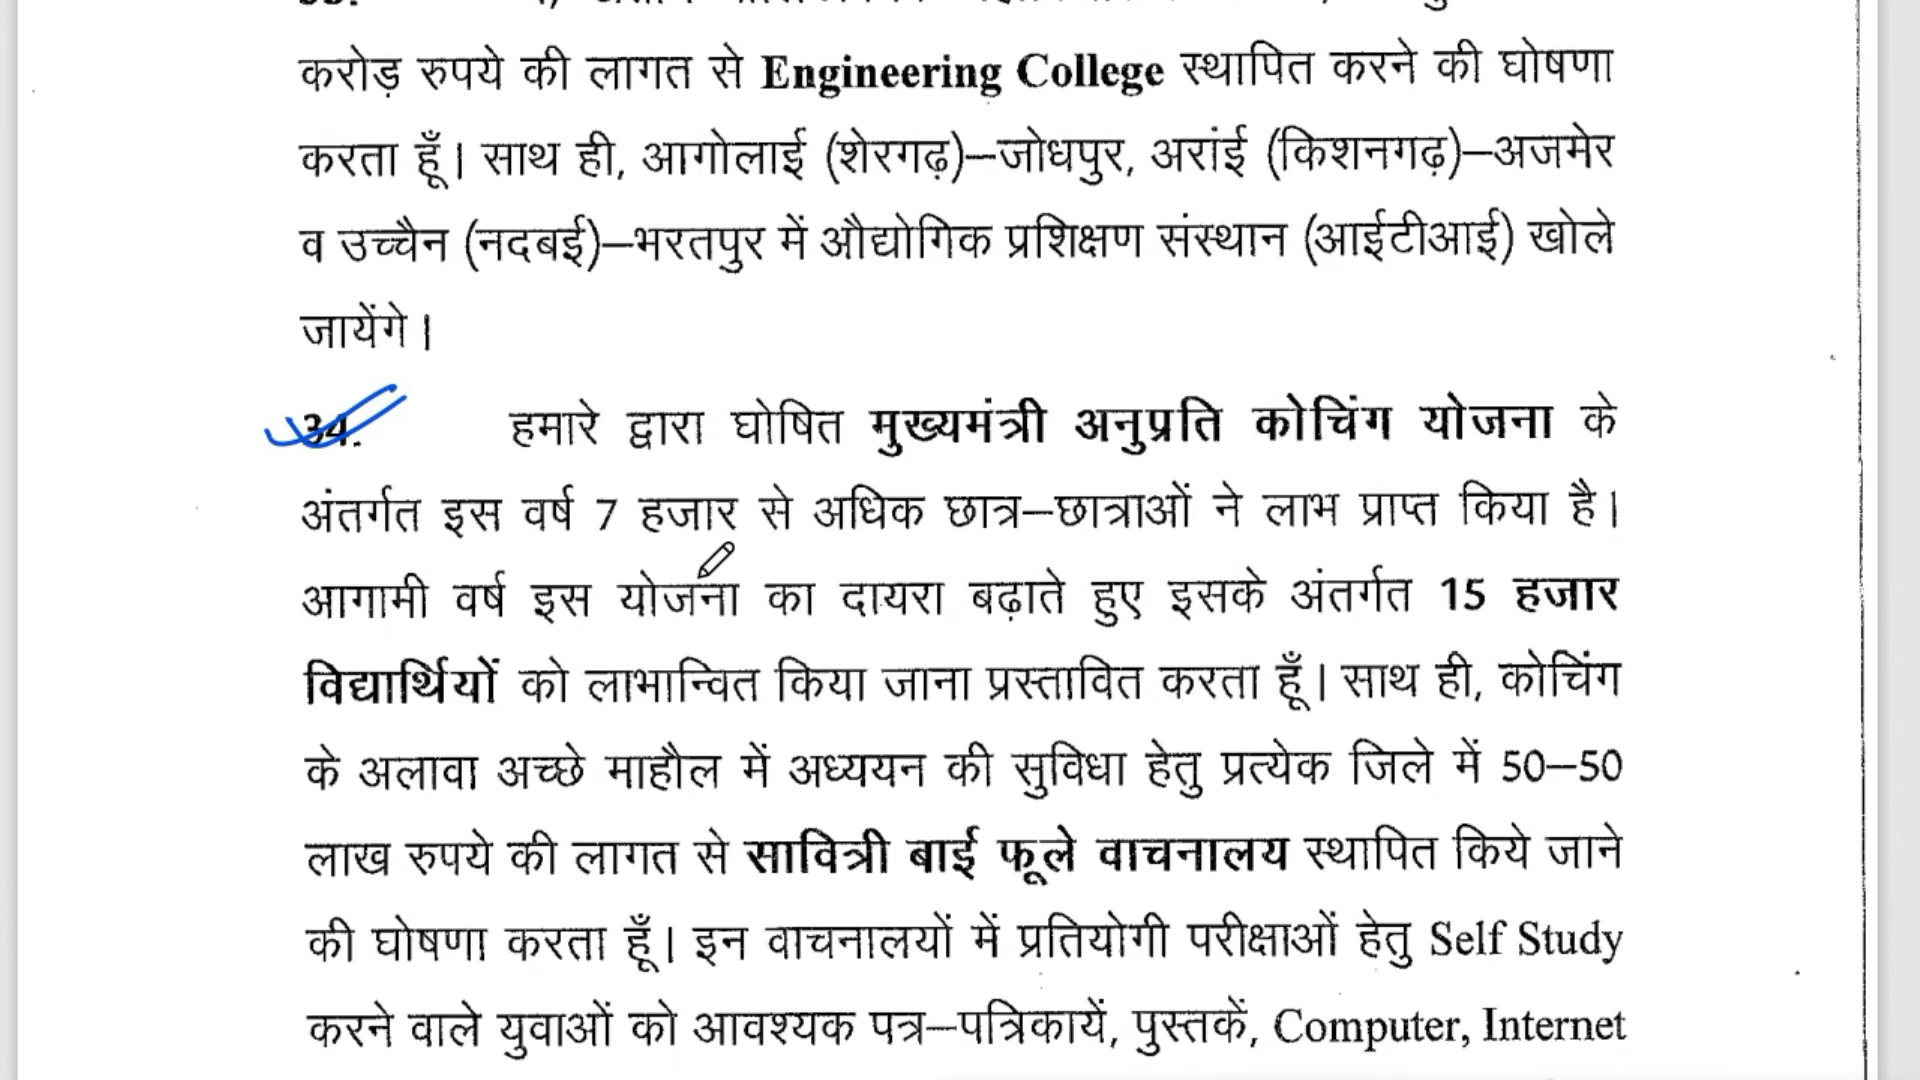 करोड़ रुपये की लागत से Engineering College स्थापित करने की घोषणा
करता हूँ। साथ ही, आगोलाई (शेरगढ़)–जोधपुर, अरांई (किशनगढ़)–अजमेर
व उच्चैन (नदबई)–भरतपुर में औद्योगिक प्रशिक्षण संस्थान (आईटीआई) खोले
जायेंगे।
34. हमारे द्वारा घोषित मुख्यमंत्री अनुप्रति कोचिंग योजना के
अंतर्गत इस वर्ष 7 हजार से अधिक छात्र–छात्राओं ने लाभ प्राप्त किया है।
आगामी वर्ष इस योजना का दायरा बढ़ाते हुए इसके अंतर्गत 15 हजार
विद्यार्थियों को लाभान्वित किया जाना प्रस्तावित करता हूँ। साथ ही, कोचिंग
के अलावा अच्छे माहौल में अध्ययन की सुविधा हेतु प्रत्येक जिले में 50–50
लाख रुपये की लागत से सावित्री बाई फूले वाचनालय स्थापित किये जाने
की घोषणा करता हूँ। इन वाचनालयों में प्रतियोगी परीक्षाओं हेतु Self Study
करने वाले युवाओं को आवश्यक पत्र–पत्रिकायें, पुस्तकें, Computer, Internet